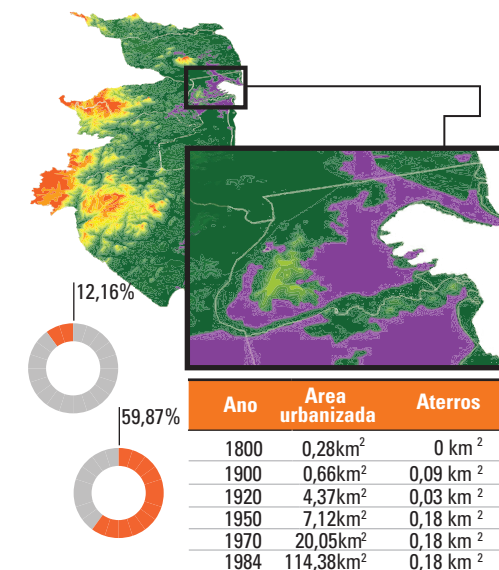 12,16%
59,87%
Ano Area urbanizada Aterros
1800 0,28km² 0 km ²
1900 0,66km² 0,09 km ²
1920 4,37km² 0,03 km ²
1950 7,12km² 0,18 km ²
1970 20,05km² 0,18 km ²
1984 114,38km² 0,18 km ²